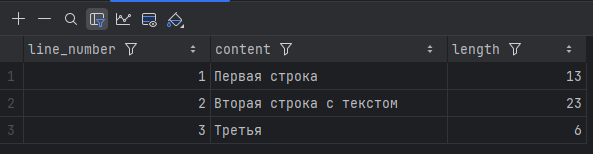 line_number content length
1 1 Первая строка 13
2 2 Вторая строка с текстом 23
3 3 Третья 6